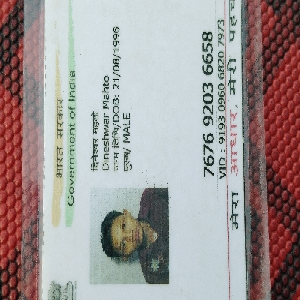 भारत सरकार
Government of India
दिनेश्वर महतो
Dineshwar Mahto
जन्म तिथि/DOB: 21/08/1996
पुरुष/ MALE
7676 9203 6658
VID : 9193 0960 6820 7973
मेरा आधार, मेरी